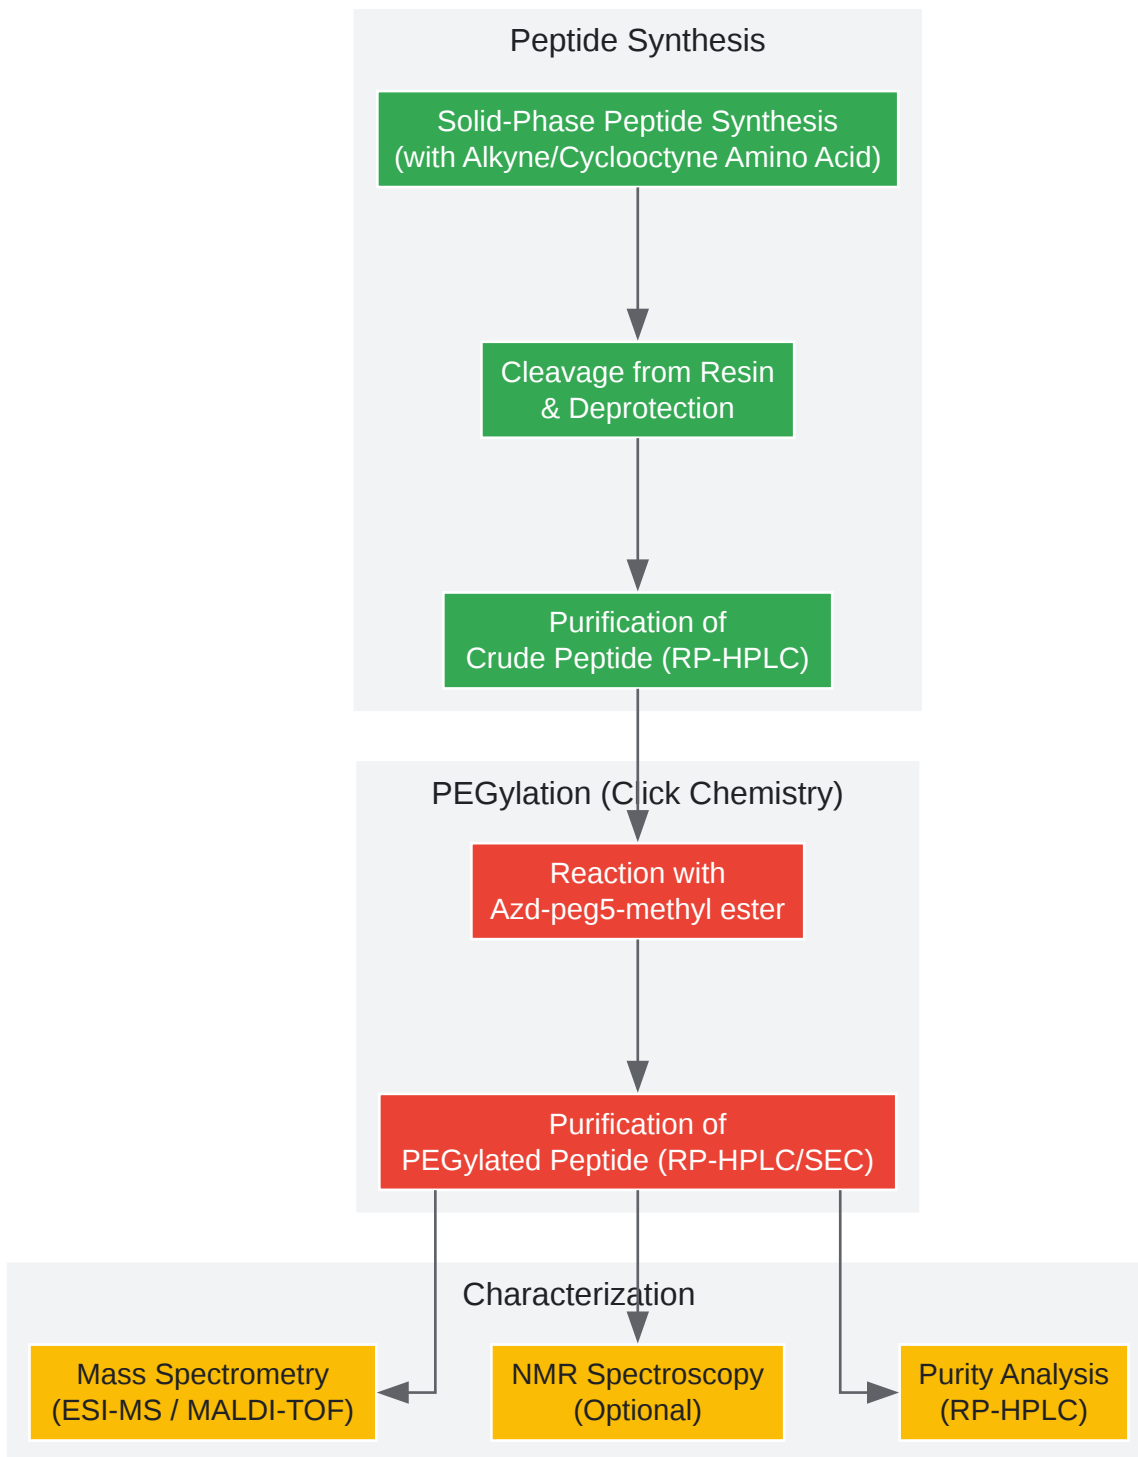 Peptide Synthesis
Solid-Phase Peptide Synthesis
(with Alkyne/Cyclooctyne Amino Acid)
Cleavage from Resin
& Deprotection
Purification of
Crude Peptide (RP-HPLC)
PEGylation (Click Chemistry)
Reaction with
Azd-peg5-methyl ester
Purification of
PEGylated Peptide (RP-HPLC/SEC)
Characterization
Mass Spectrometry
(ESI-MS / MALDI-TOF)
NMR Spectroscopy
(Optional)
Purity Analysis
(RP-HPLC)